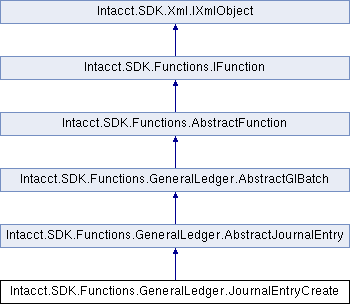 Intacct.SDK.Xml.IXmlObject
Intacct.SDK.Functions.IFunction
Intacct.SDK.Functions.AbstractFunction
Intacct.SDK.Functions.GeneralLedger.AbstractGlBatch
Intacct.SDK.Functions.GeneralLedger.AbstractJournalEntry
Intacct.SDK.Functions.GeneralLedger.JournalEntryCreate